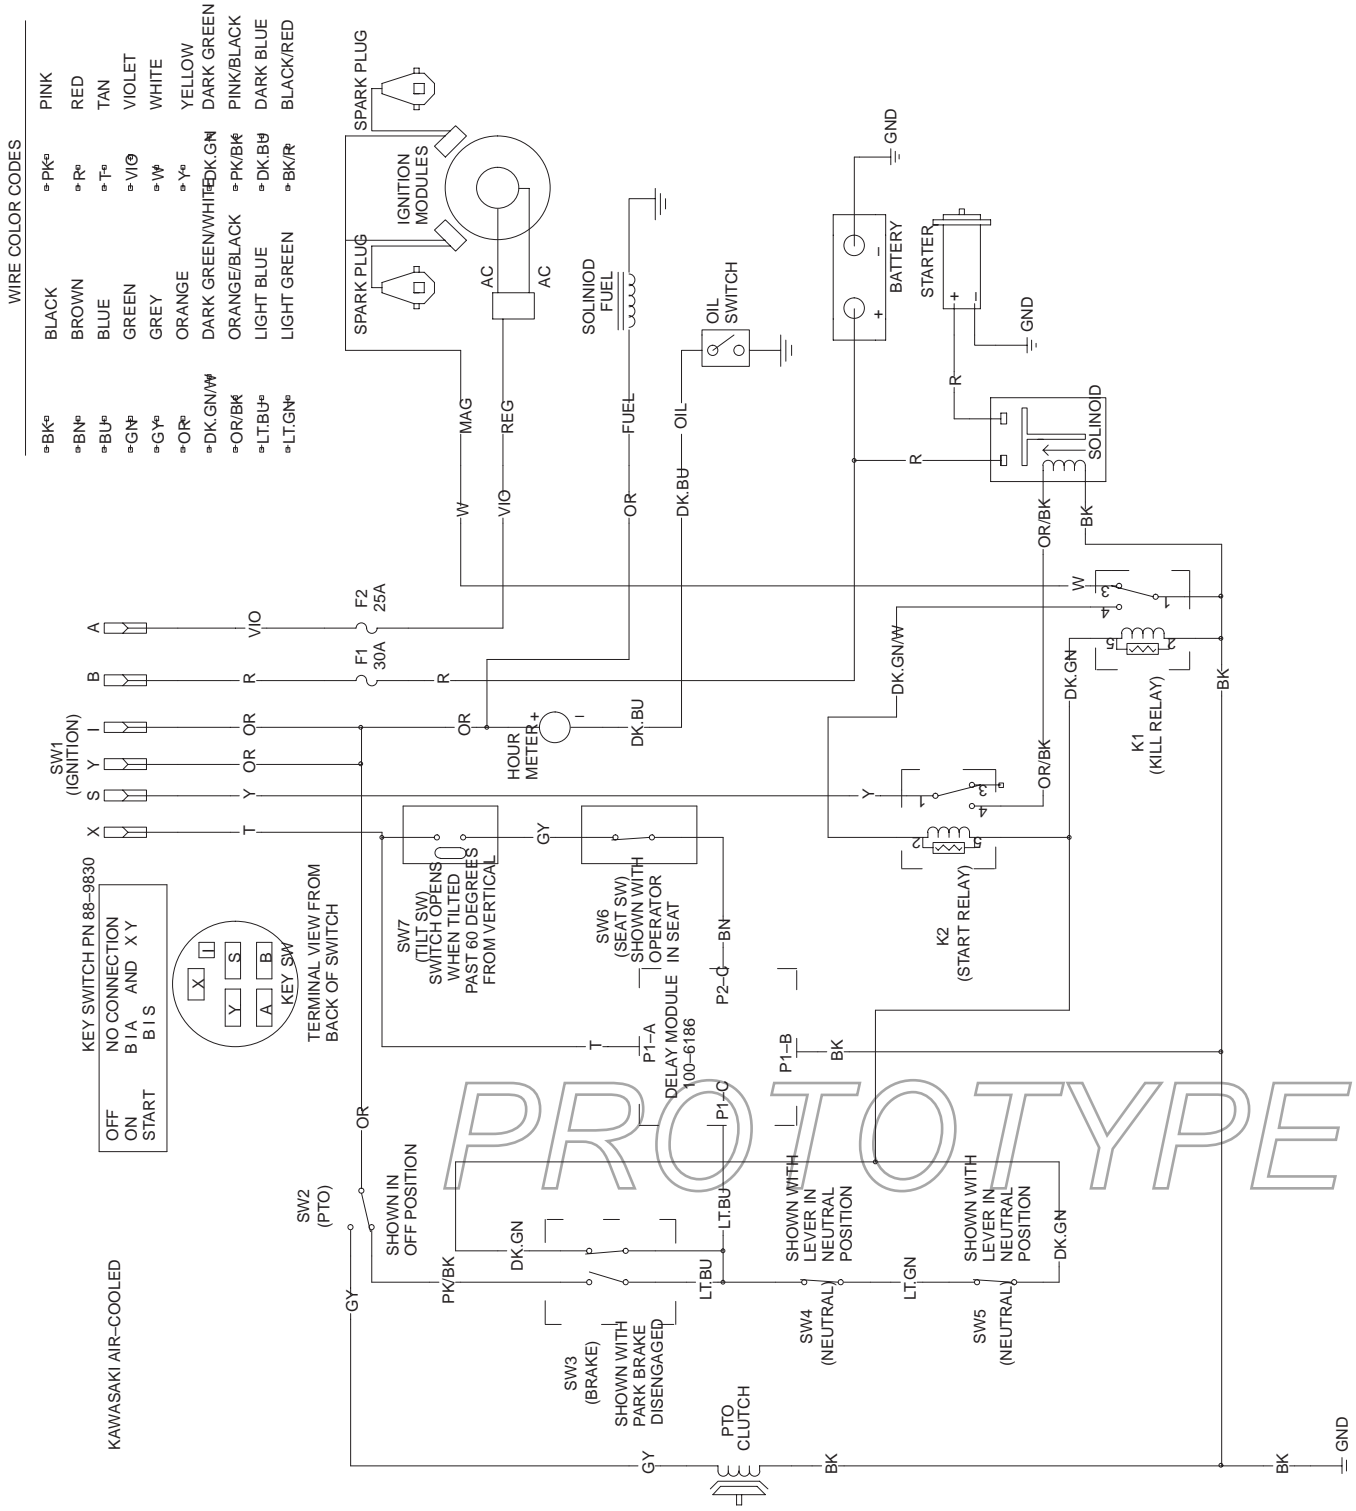 WIRE COLOR CODES
BK BLACK PK PINK
BN BROWN R RED
BU BLUE T TAN
GN GREEN VIO VIOLET
GY GREY W WHITE
OR ORANGE Y YELLOW
DK.GN/W DARK GREEN/WHITE DK.GN DARK GREEN
OR/BK ORANGE/BLACK PK/BK PINK/BLACK
LT.BU LIGHT BLUE DK.BU DARK BLUE
LT.GN LIGHT GREEN BK/R BLACK/RED
KAWASAKI AIR–COOLED
KEY SWITCH PN 88–9830
OFF NO CONNECTION
ON B I A AND X Y
START B I S
X
I
Y
S
A
B
KEY SW
TERMINAL VIEW FROM
BACK OF SWITCH
SW1
(IGNITION)
X
S
Y
I
B
A
T
Y
OR
OR
R
VIO
F1
30A
F2
25A
R
OR
SPARK PLUG
SPARK PLUG
IGNITION
MODULES
AC
AC
MAG
W
REG
VIO
SOLINIOD
FUEL
FUEL
OR
OIL
SWITCH
OIL
DK.BU
HOUR
METER
+
–
DK.BU
BATTERY
+
–
GND
STARTER
+
–
GND
R
R
SOLINOID
OR/BK
BK
W
3
4
1
5
2
K1
(KILL RELAY)
DK.GN/W
DK.GN
BK
OR/BK
Y
1
3
4
2
5
K2
(START RELAY)
SW7
(TILT SW)
SWITCH OPENS
WHEN TILTED
PAST 60 DEGREES
FROM VERTICAL
GY
SW6
(SEAT SW)
SHOWN WITH
OPERATOR
IN SEAT
BN
P2–C
P1–A
DELAY MODULE
100–6186
P1–C
P1–B
T
BK
PROTOTYPE
OR
SW2
(PTO)
SHOWN IN
OFF POSITION
GY
PK/BK
DK.GN
SW3
(BRAKE)
SHOWN WITH
PARK BRAKE
DISENGAGED
LT.BU
LT.BU
SHOWN WITH
LEVER IN
NEUTRAL
POSITION
SW4
(NEUTRAL)
LT.GN
SHOWN WITH
LEVER IN
NEUTRAL
POSITION
SW5
(NEUTRAL)
DK.GN
GY
PTO
CLUTCH
BK
BK
GND